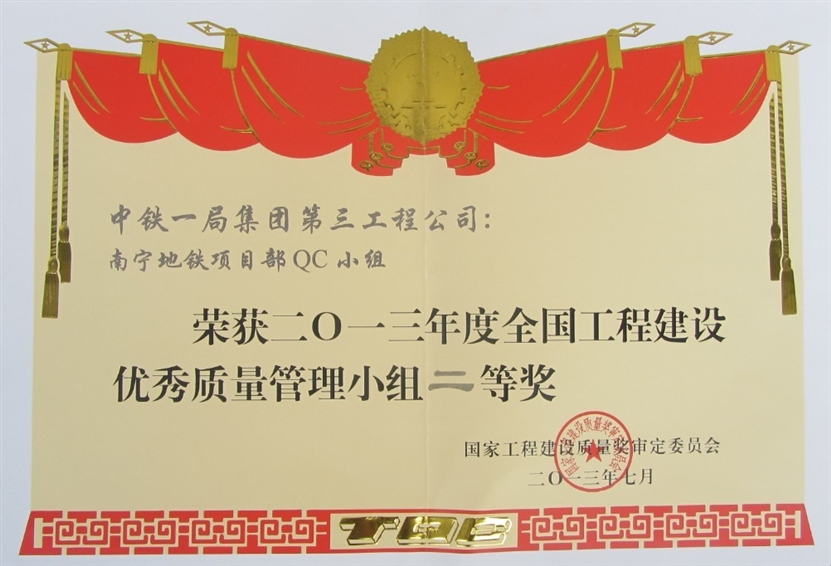 中铁一局集团第三工程公司：
南宁地铁项目部QC 小组
荣获二〇一三年度全国工程建设
优秀质量管理小组二等奖
国家工程建设质量奖审定委员会
二〇一三年七月